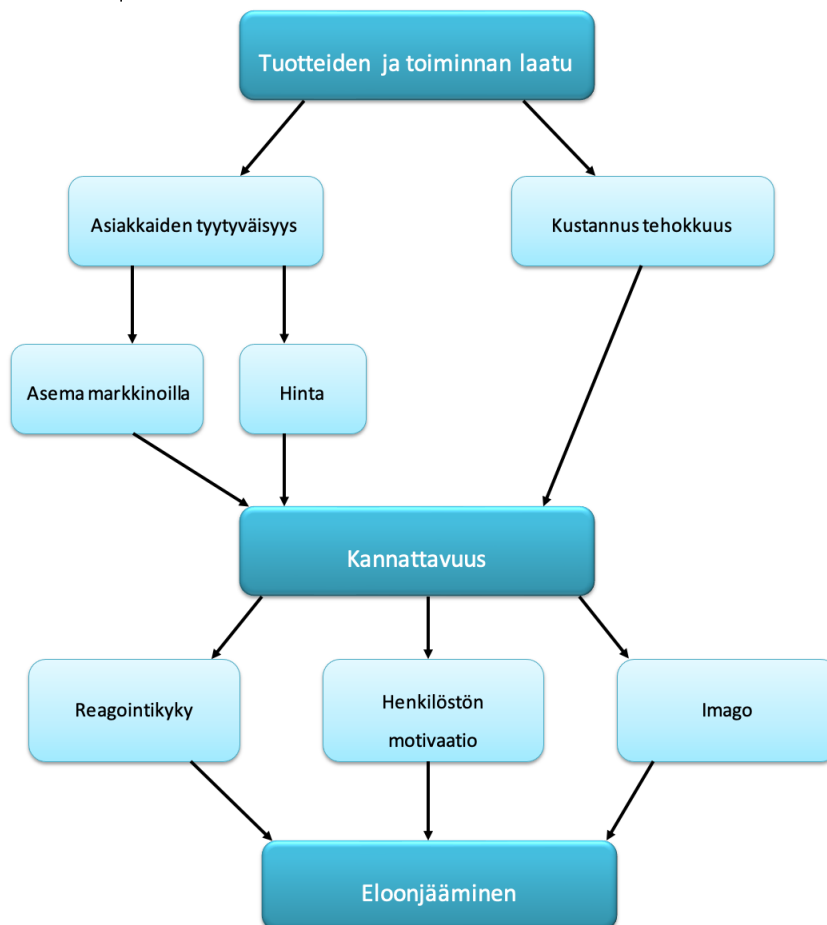 Tuotteiden ja toiminnan laatu
Asiakkaiden tyytyväisyys
Kustannus tehokkuus
Asema markkinoilla
Hinta
Kannattavuus
Reagointikyky
Henkilöstön
motivaatio
Imago
Eloonjääminen